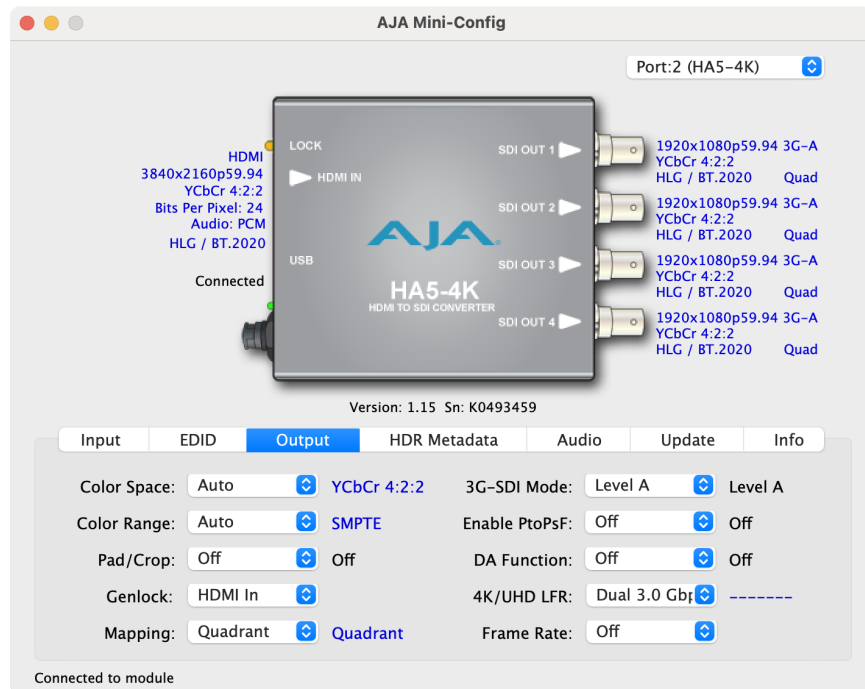 AJA Mini-Config
Port:2 (HA5-4K)
HDMI
3840x2160p59.94
YCbCr 4:2:2
Bits Per Pixel: 24
Audio: PCM
HLG / BT.2020
Connected
LOCK
HDMI IN
USB
AJA
HA5-4K
HDMI TO SDI CONVERTER
SDI OUT 1
SDI OUT 2
SDI OUT 3
SDI OUT 4
1920x1080p59.94 3G-A
YCbCr 4:2:2
HLG / BT.2020 Quad
1920x1080p59.94 3G-A
YCbCr 4:2:2
HLG / BT.2020 Quad
1920x1080p59.94 3G-A
YCbCr 4:2:2
HLG / BT.2020 Quad
1920x1080p59.94 3G-A
YCbCr 4:2:2
HLG / BT.2020 Quad
Version: 1.15 Sn: K0493459
Input EDID Output HDR Metadata Audio Update Info
Color Space: Auto YCbCr 4:2:2 3G-SDI Mode: Level A Level A
Color Range: Auto SMPTE Enable PtoPsF: Off Off
Pad/Crop: Off Off DA Function: Off Off
Genlock: HDMI In 4K/UHD LFR: Dual 3.0 Gbp -------
Mapping: Quadrant Quadrant Frame Rate: Off
Connected to module